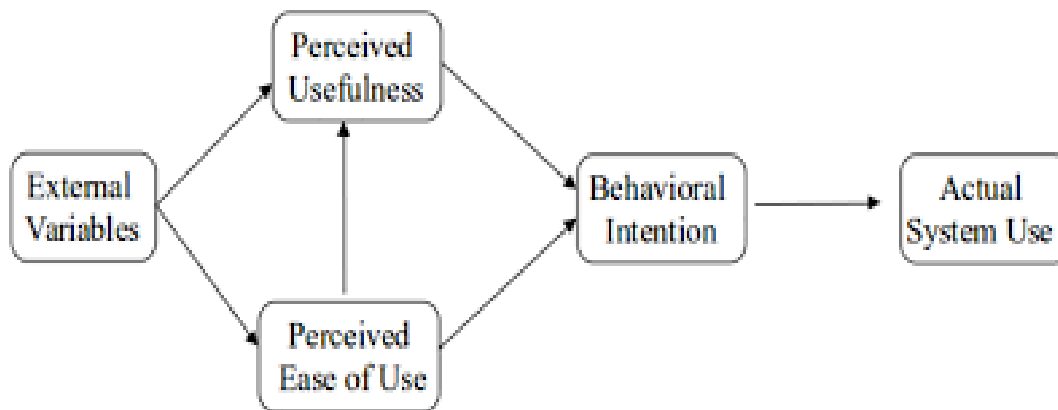 Perceived
Usefulness
External
Variables
Behavioral
Intention
Actual
System Use
Perceived
Ease of Use